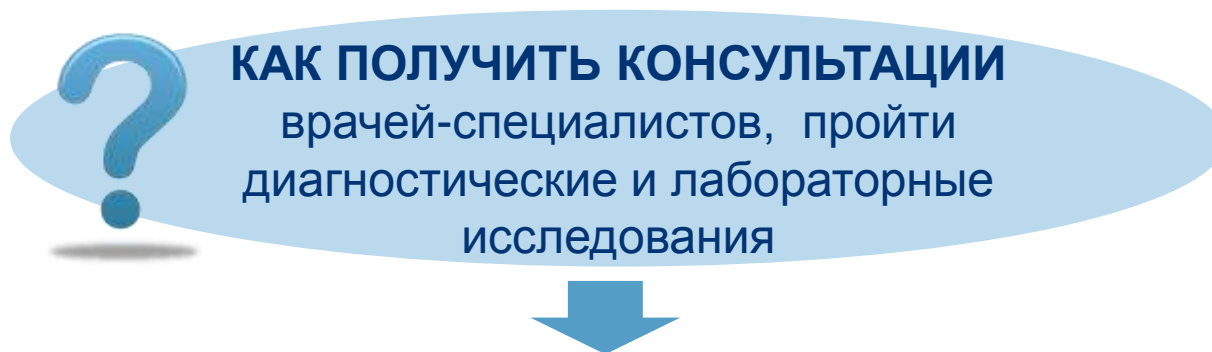 КАК ПОЛУЧИТЬ КОНСУЛЬТАЦИИ
врачей-специалистов, пройти
диагностические и лабораторные
исследования